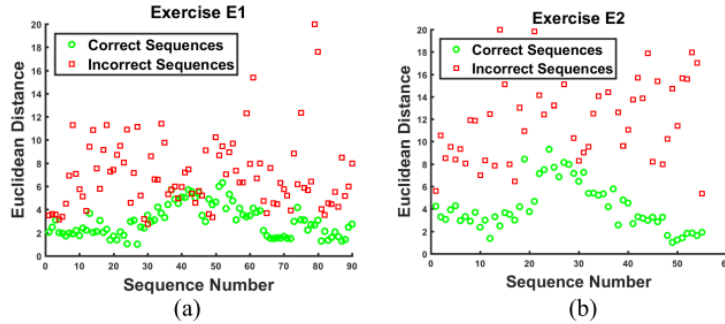 Exercise E1
Euclidean Distance
20
18
16
14
12
10
8
6
4
2
0
Correct Sequences
Incorrect Sequences
0 10 20 30 40 50 60 70 80 90
Sequence Number
(a)
Exercise E2
Euclidean Distance
20
18
16
14
12
10
8
6
4
2
0
Correct Sequences
Incorrect Sequences
0 10 20 30 40 50 60
Sequence Number
(b)